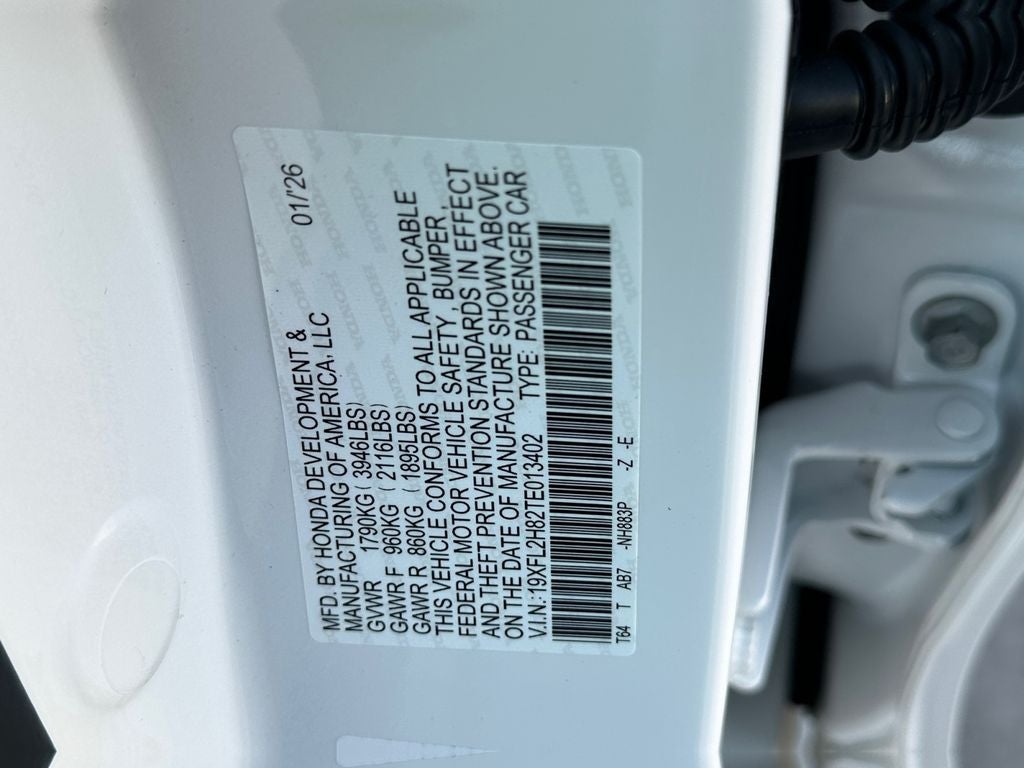 MFD. BY HONDA DEVELOPMENT & 01/'26
MANUFACTURING OF AMERICA, LLC
GVWR 1790KG ( 3946LBS)
GAWR F 960KG ( 2116LBS)
GAWR R 860KG ( 1895LBS)
THIS VEHICLE CONFORMS TO ALL APPLICABLE
FEDERAL MOTOR VEHICLE SAFETY, BUMPER,
AND THEFT PREVENTION STANDARDS IN EFFECT
ON THE DATE OF MANUFACTURE SHOWN ABOVE.
V.I.N.:19XFL2H82TE013402 TYPE: PASSENGER CAR
T64 T AB7 -NH883P -Z -E